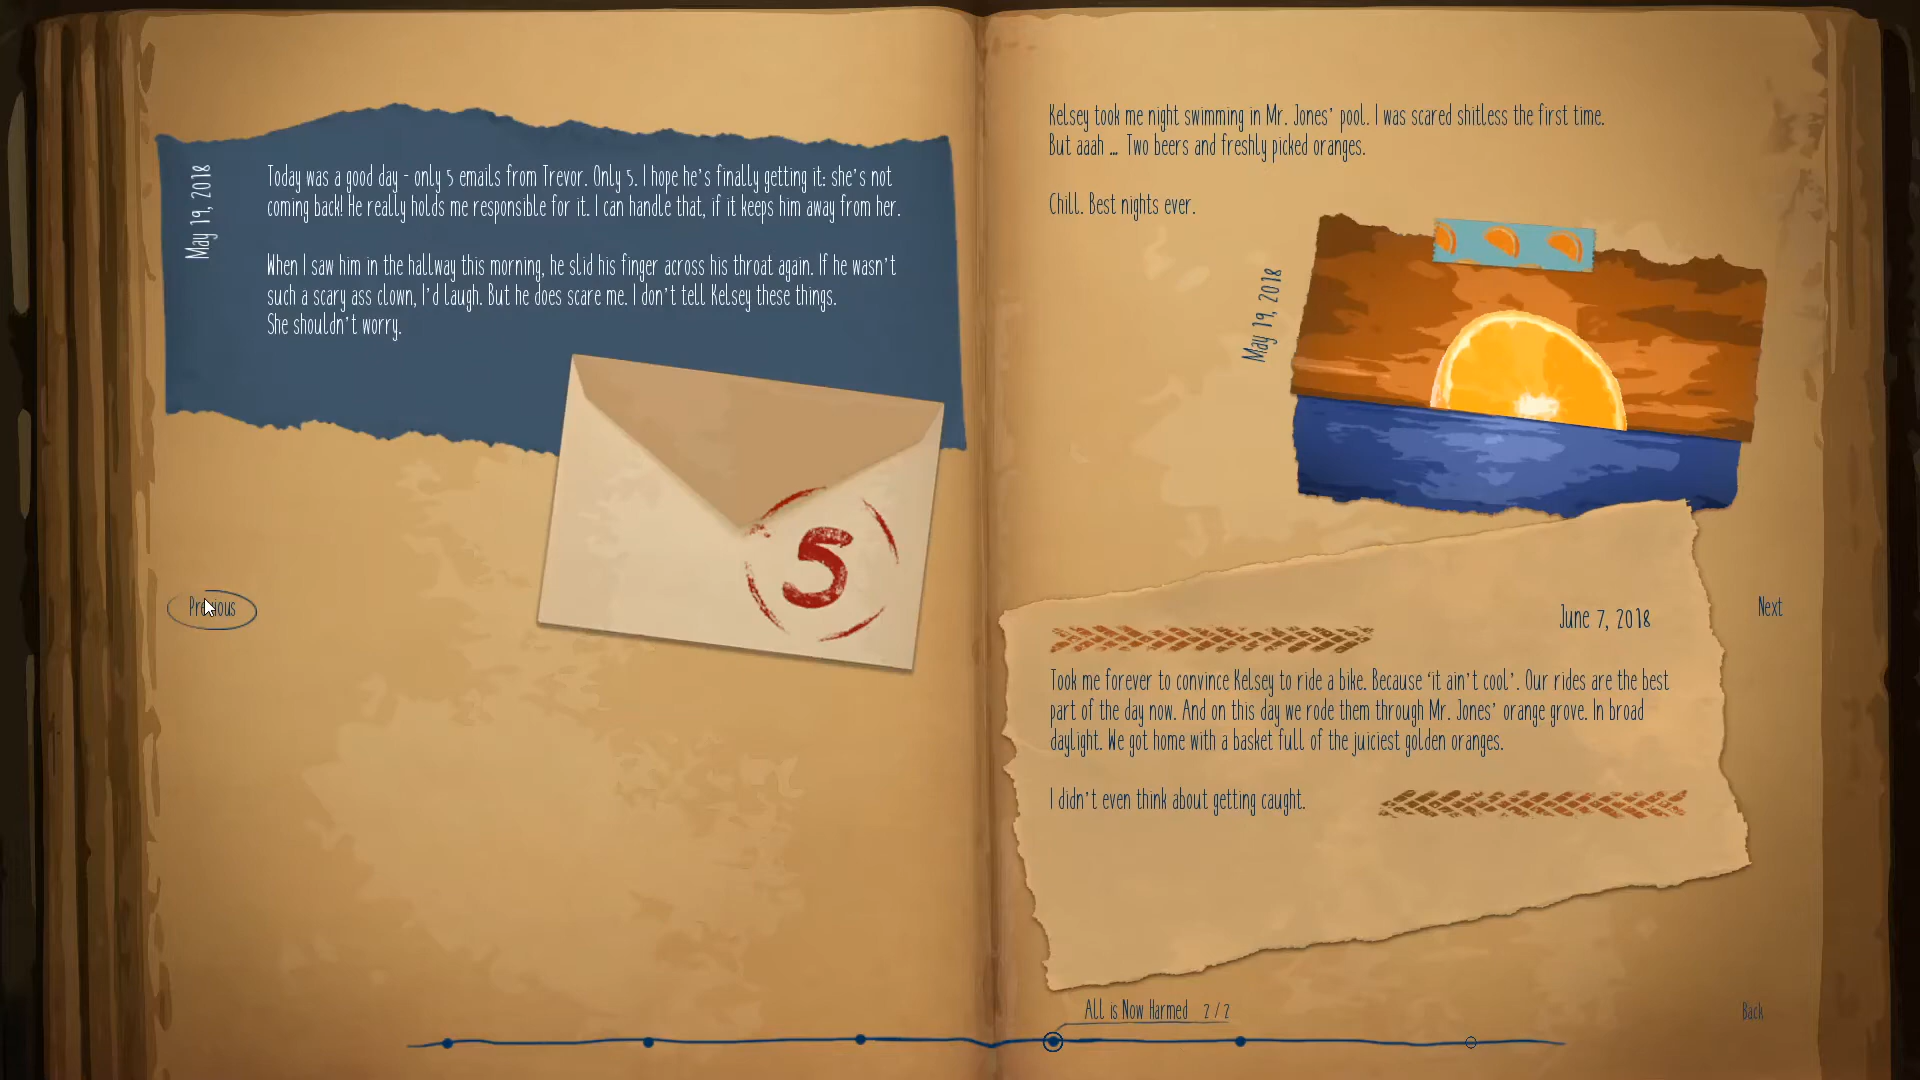 May 19, 2018
Today was a good day - only 5 emails from Trevor. Only 5. I hope he's finally getting it: she's not
coming back! He really holds me responsible for it. I can handle that, if it keeps him away from her.
When I saw him in the hallway this morning, he slid his finger across his throat again. If he wasn't
such a scary ass clown, I'd laugh. But he does scare me. I don't tell Kelsey these things.
She shouldn't worry.
5
Previous
Kelsey took me night swimming in Mr. Jones' pool. I was scared shitless the first time.
But aaah ... Two beers and freshly picked oranges.
Chill. Best nights ever.
May 19, 2018
June 7, 2018
Took me forever to convince Kelsey to ride a bike. Because 'it ain't cool'. Our rides are the best
part of the day now. And on this day we rode them through Mr. Jones' orange grove. In broad
daylight. We got home with a basket full of the juiciest golden oranges.
I didn't even think about getting caught.
Next
All is Now Harmed 2 / 2
Back